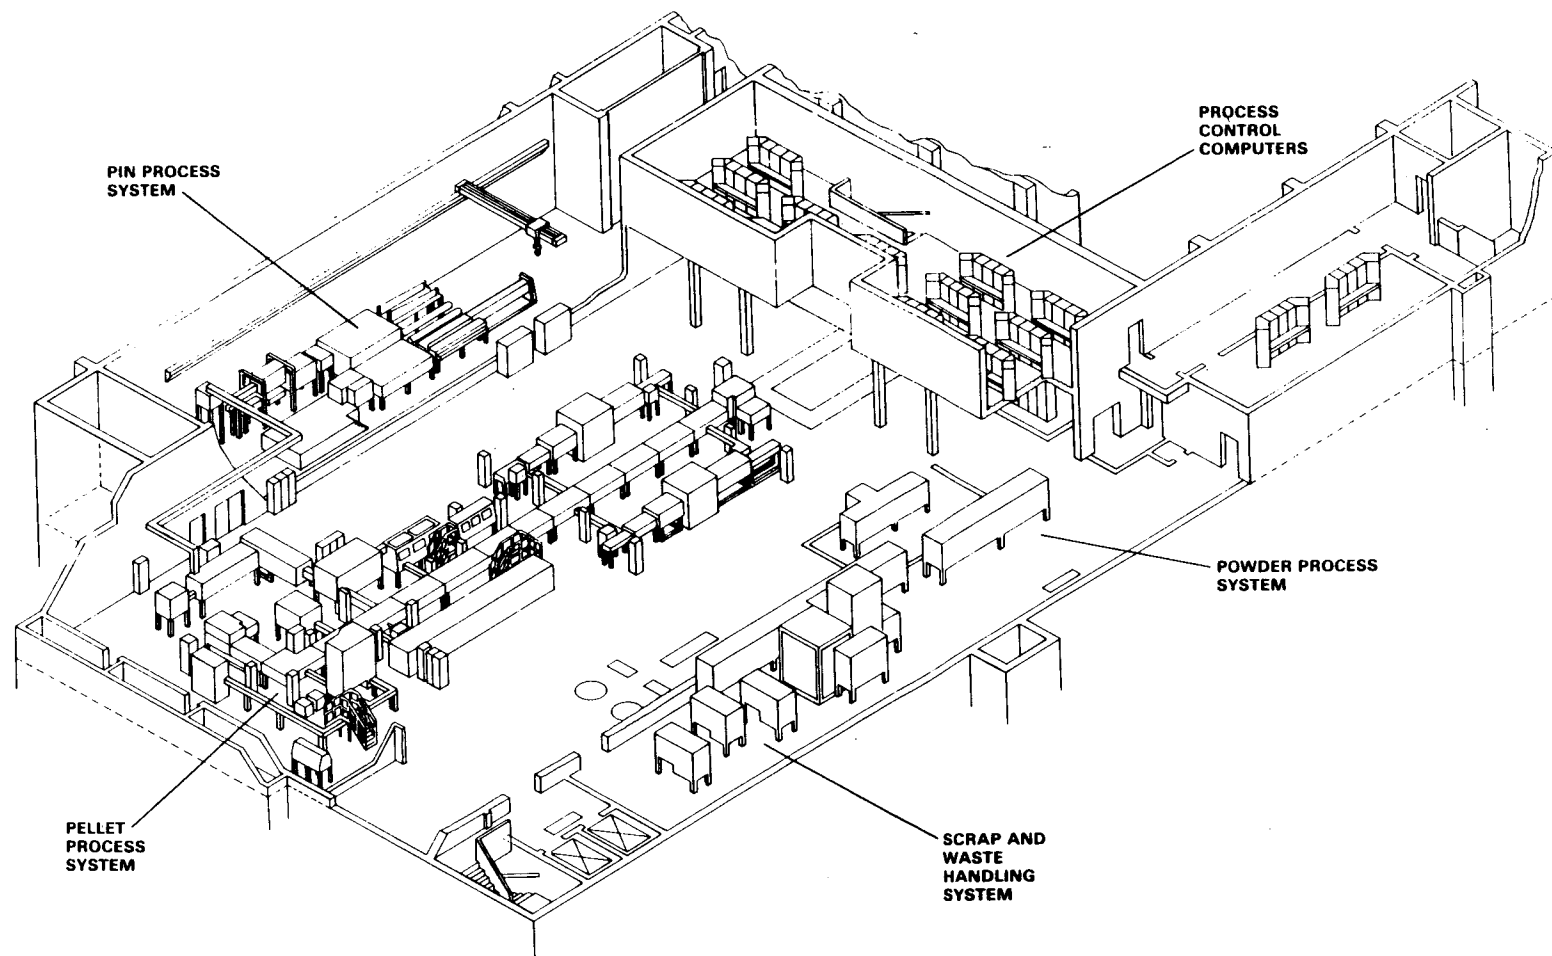 PROCESS
CONTROL
COMPUTERS
PIN PROCESS
SYSTEM
POWDER PROCESS
SYSTEM
PELLET
PROCESS
SYSTEM
SCRAP AND
WASTE
HANDLING
SYSTEM